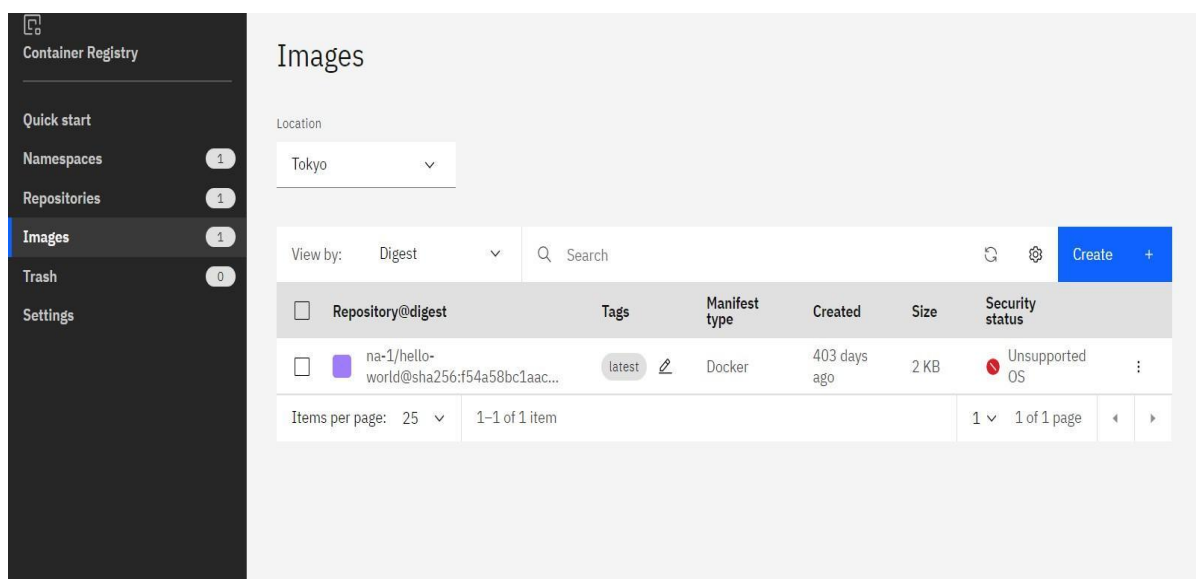 Container Registry
Quick start
Namespaces 1
Repositories 1
Images 1
Trash 0
Settings
Images
Location
Tokyo
View by: Digest Search Create +
Repository@digest Tags Manifest type Created Size Security status
na-1/hello-
world@sha256:f54a58bc1aac...
latest Docker
403 days
ago
2 KB
Unsupported
OS
Items per page: 25 1–1 of 1 item 1 1 of 1 page